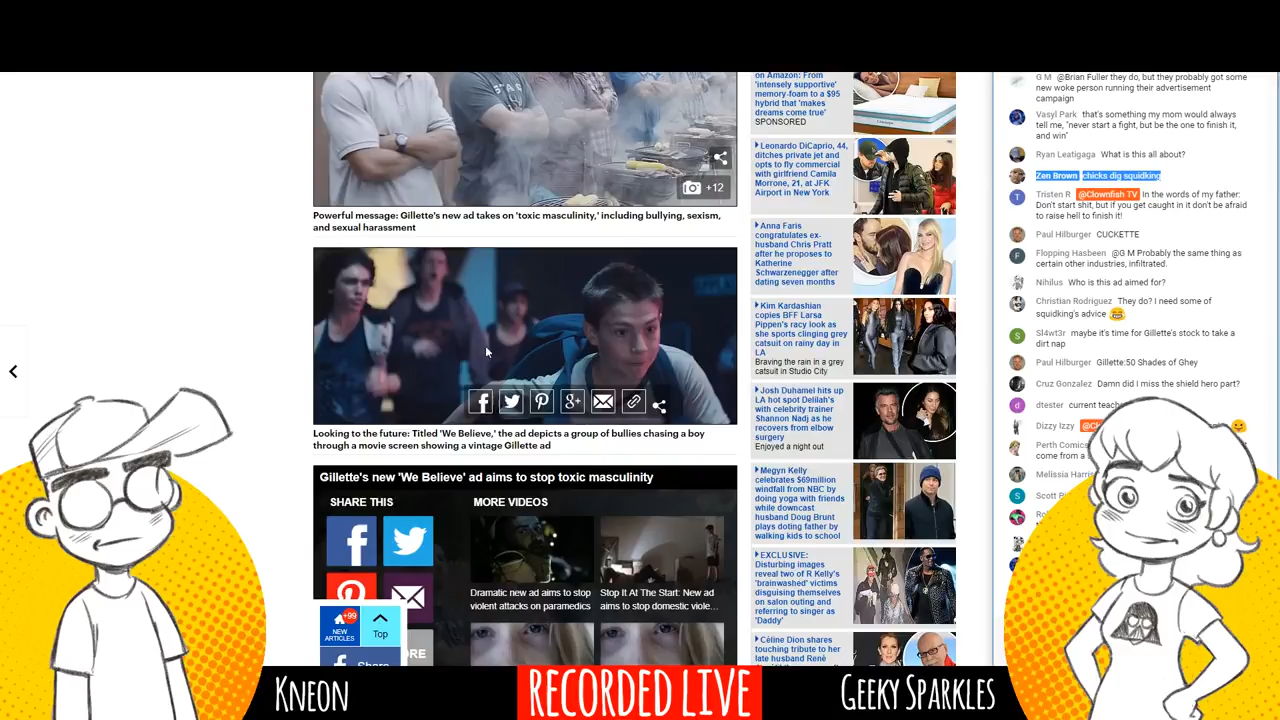 +12
Powerful message: Gillette's new ad takes on 'toxic masculinity,' including bullying, sexism,
and sexual harassment
Looking to the future: Titled 'We Believe,' the ad depicts a group of bullies chasing a boy
through a movie screen showing a vintage Gillette ad
Gillette's new 'We Believe' ad aims to stop toxic masculinity
SHARE THIS
MORE VIDEOS
Dramatic new ad aims to stop
violent attacks on paramedics
Stop It At The Start: New ad
aims to stop domestic viole...
+99
NEW
ARTICLES
Top
Share
on Amazon: From
'intensely supportive'
memory-foam to a $95
hybrid that 'makes
dreams come true'
SPONSORED
Leonardo DiCaprio, 44,
ditches private jet and
opts to fly commercial
with girlfriend Camila
Morrone, 21, at JFK
Airport in New York
Anna Faris
congratulates ex-
husband Chris Pratt
after he proposes to
Katherine
Schwarzenegger after
dating seven months
Kim Kardashian
copies BFF Larsa
Pippen's racy look as
she sports clinging grey
catsuit on rainy day in
LA
Braving the rain in a grey
catsuit in Studio City
Josh Duhamel hits up
LA hot spot Delilah's
with celebrity trainer
Shannon Nadj as he
recovers from elbow
surgery
Enjoyed a night out
Megyn Kelly
celebrates $69million
windfall from NBC by
doing yoga with friends
while downcast
husband Doug Brunt
plays doting father by
walking kids to school
EXCLUSIVE:
Disturbing images
reveal two of R Kelly's
'brainwashed' victims
disguising themselves
on salon outing and
referring to singer as
'Daddy'
Céline Dion shares
touching tribute to her
late husband René
G M @Brian Fuller they do, but they probably got some
new woke person running their advertisement
campaign
Vasyl Park that's something my mom would always
tell me, "never start a fight, but be the one to finish it,
and win"
Ryan Leatigaga What is this all about?
Zen Brown chicks dig squidking
Tristen R @Clownfish TV In the words of my father:
Don't start shit, but if you get caught in it don't be afraid
to raise hell to finish it!
Paul Hilburger CUCKETTE
Flopping Hasbeen @G M Probably the same thing as
certain other industries, infiltrated.
Nihilus Who is this ad aimed for?
Christian Rodriguez They do? I need some of
squidking's advice
Sl4wt3r maybe it's time for Gillette's stock to take a
dirt nap
Paul Hilburger Gillette:50 Shades of Ghey
Cruz Gonzalez Damn did I miss the shield hero part?
dtester current
Dizzy Izzy
Perth
come from a
Melissia
Scott
KNEON
RECORDED LIVE
GEEKY SPARKLES